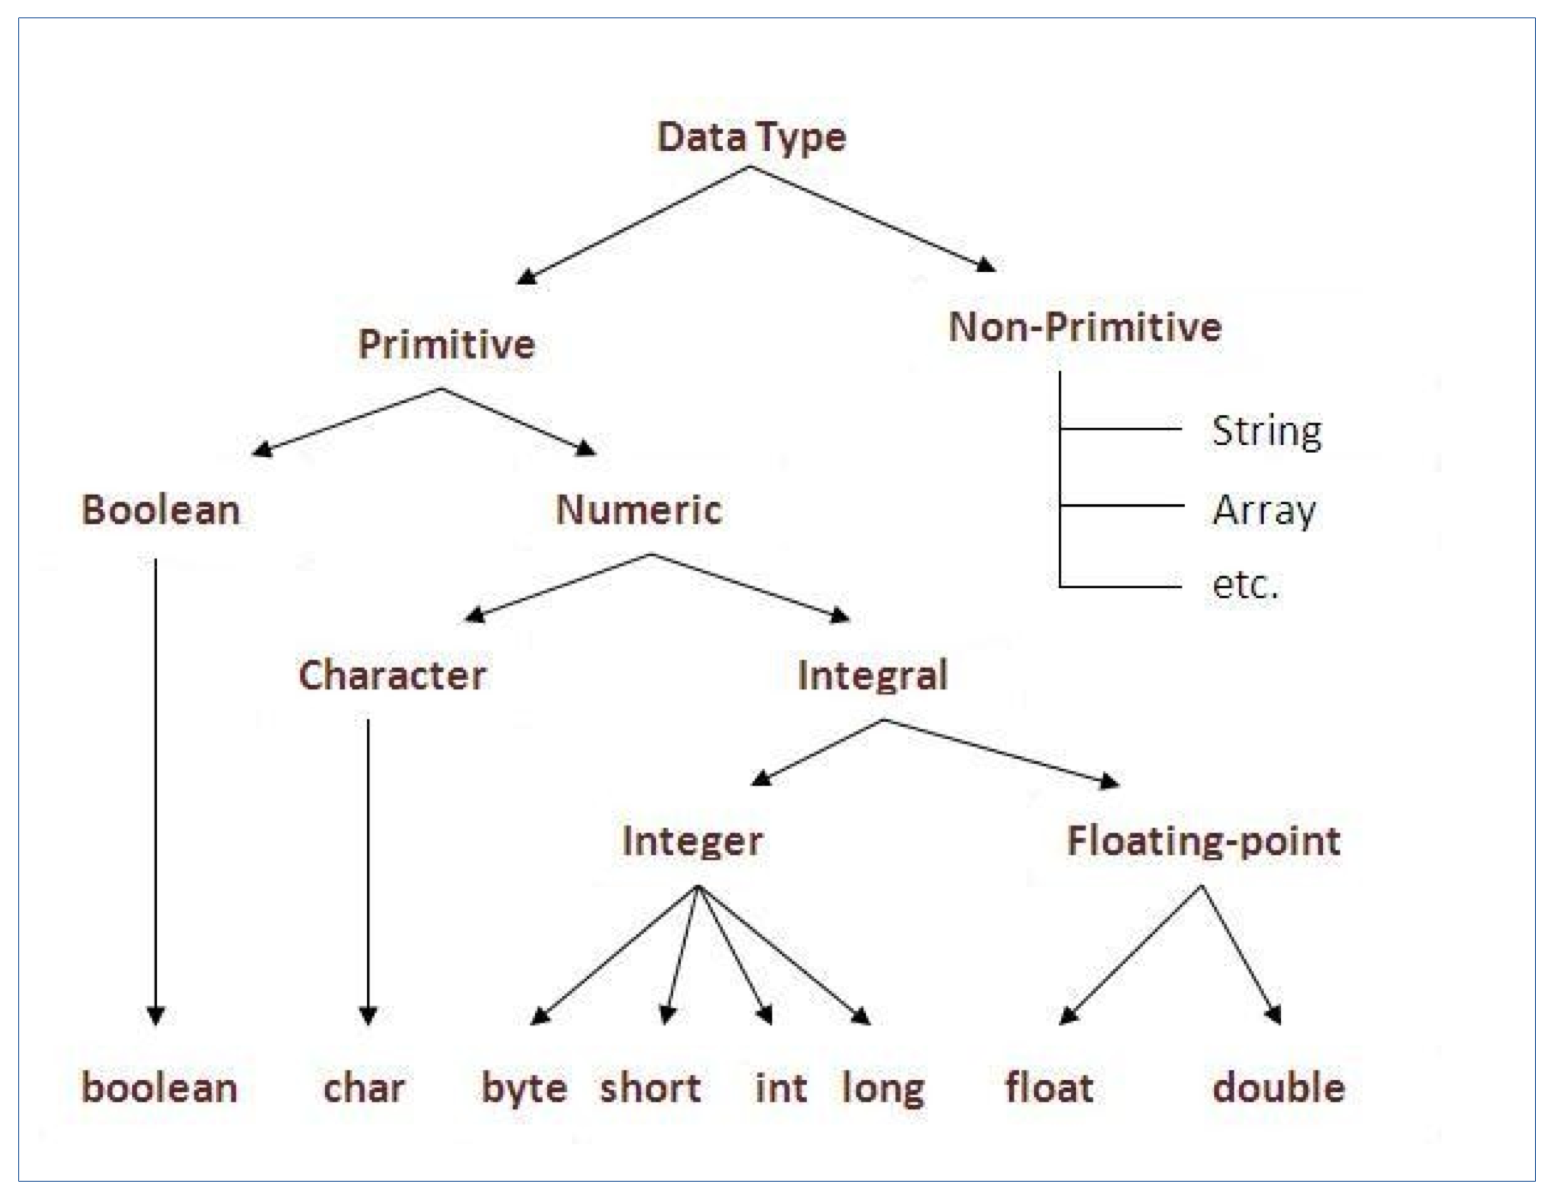 Data Type
Primitive
Non-Primitive
String
Array
etc.
Boolean
Numeric
Character
Integral
Integer
Floating-point
boolean
char
byte
short
int
long
float
double